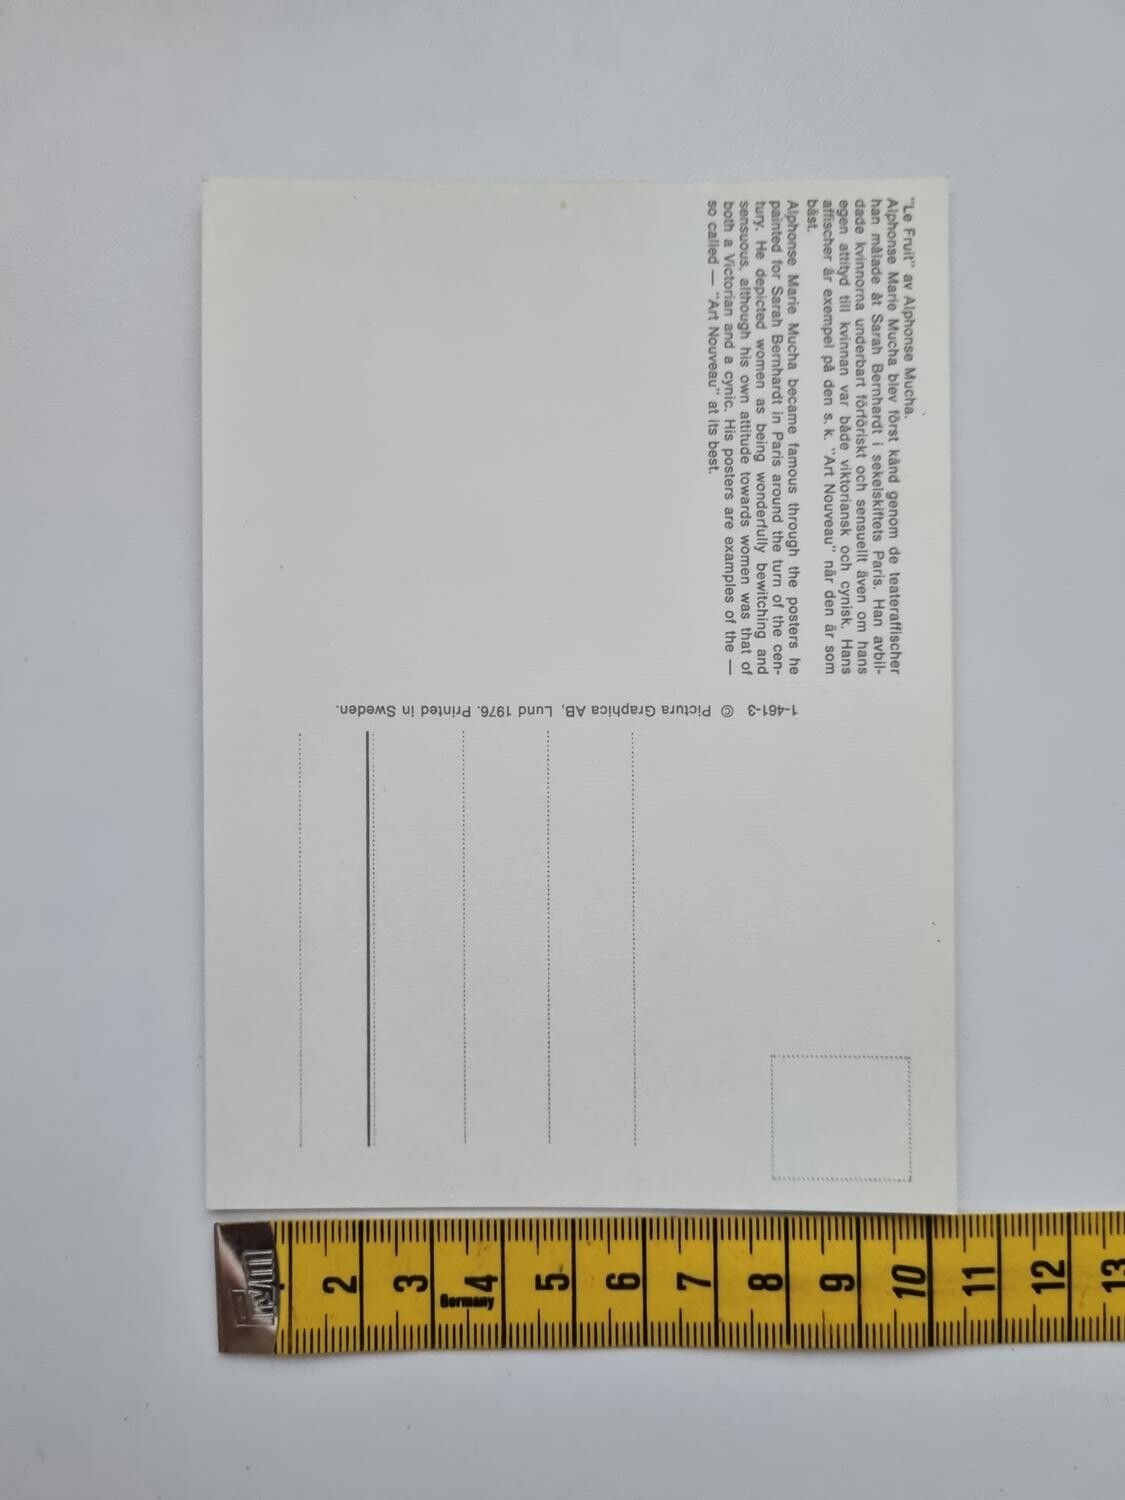 "Le Fruit" av Alphonse Mucha.
Alphonse Marie Mucha blev först känd genom de teateraffischer
han målade åt Sarah Bernhardt i sekelskiftets Paris. Han avbil-
dade kvinnorna underbart förföriskt och sensuellt även om hans
egen attityd till kvinnan var både viktoriansk och cynisk. Hans
affischer är exempel på den s. k. "Art Nouveau" när den är som
bäst.
Alphonse Marie Mucha became famous through the posters he
painted for Sarah Bernhardt in Paris around the turn of the cen-
tury. He depicted women as being wonderfully bewitching and
sensuous, although his own attitude towards women was that of
both a Victorian and a cynic. His posters are examples of the —
so called — "Art Nouveau" at its best.
1-461-3 © Pictura Graphica AB, Lund 1976. Printed in Sweden.
Prym
2 3 4 5 6 7 8 9 10 11 12 13
Germany